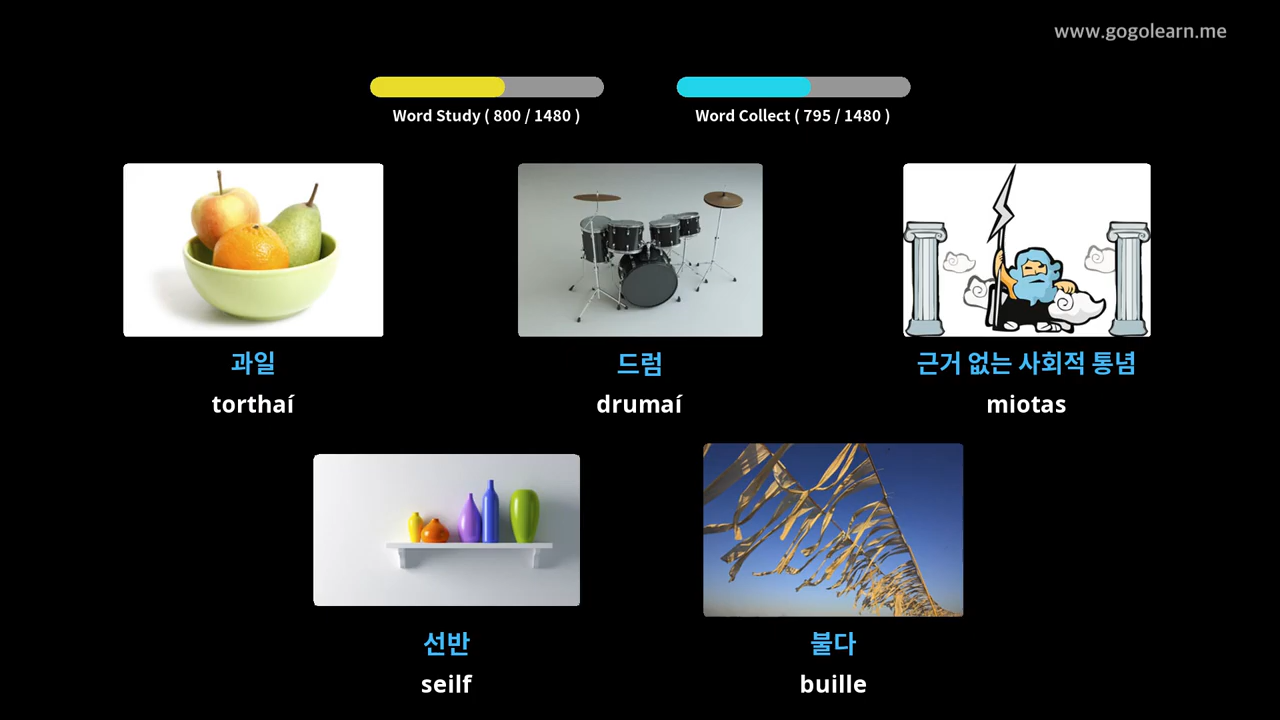 www.gogolearn.me
Word Study ( 800 / 1480 )
Word Collect ( 795 / 1480 )
과일
드럼
근거 없는 사회적 통념
torthaí
drumaí
miotas
선반
불다
seilf
buille